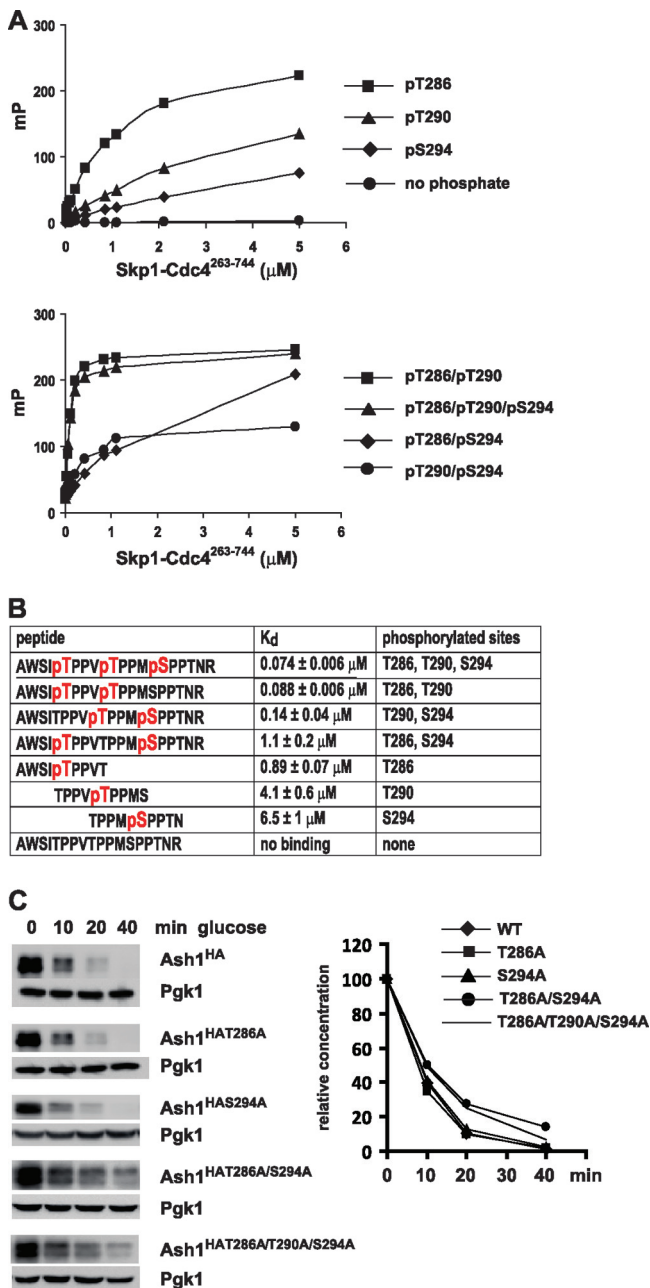 A
300
200
mP
100
0
0 1 2 3 4 5 6
Skp1-Cdc4263-744 (µM)
pT286
pT290
pS294
no phosphate
300
200
mP
100
0
0 1 2 3 4 5 6
Skp1-Cdc4263-744 (µM)
pT286/pT290
pT286/pT290/pS294
pT286/pS294
pT290/pS294
B
peptide Kd phosphorylated sites
AWSIpTPPVpTPPMpSPPTNR 0.074 ± 0.006 µM T286, T290, S294
AWSIpTPPVpTPPMSPPTNR 0.088 ± 0.006 µM T286, T290
AWSITPPVpTPPMpSPPTNR 0.14 ± 0.04 µM T290, S294
AWSIpTPPVTPPMpSPPTNR 1.1 ± 0.2 µM T286, S294
AWSIpTPPVT 0.89 ± 0.07 µM T286
TPPVpTPPMS 4.1 ± 0.6 µM T290
TPPMpSPPTN 6.5 ± 1 µM S294
AWSITPPVTPPMSPPTNR no binding none
C
0 10 20 40 min glucose
Ash1HA
Pgk1
Ash1HAT286A
Pgk1
Ash1HAS294A
Pgk1
Ash1HAT286A/S294A
Pgk1
Ash1HAT286A/T290A/S294A
Pgk1
WT
T286A
S294A
T286A/S294A
T286A/T290A/S294A
120
100
80
60
40
20
0
relative concentration
0 10 20 30 40 min